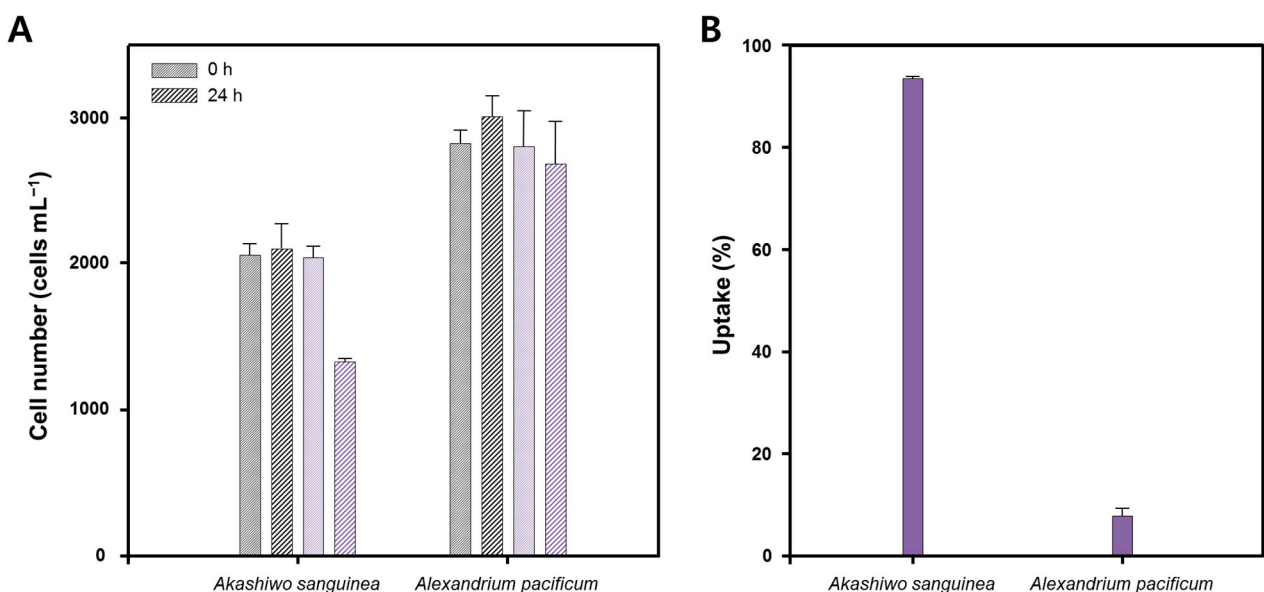 A
0 h
24 h
3000
2000
1000
0
Cell number (cells mL⁻¹)
Akashiwo sanguinea Alexandrium pacificum
B
100
80
60
40
20
0
Uptake (%)
Akashiwo sanguinea Alexandrium pacificum